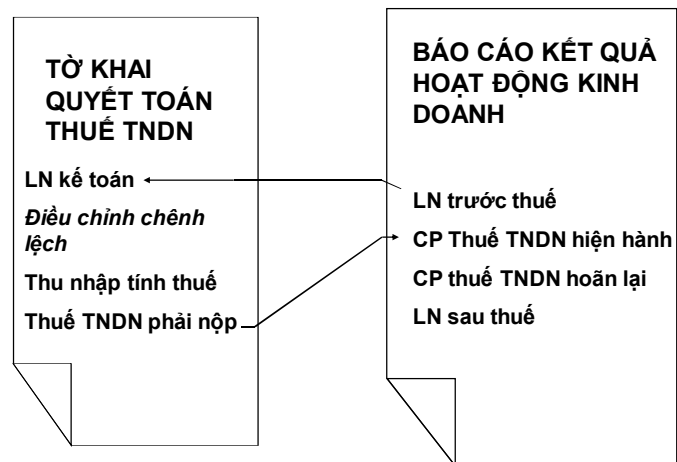 TỜ KHAI
QUYẾT TOÁN
THUẾ TNDN
LN kế toán
Điều chỉnh chênh
lệch
Thu nhập tính thuế
Thuế TNDN phải nộp
BÁO CÁO KẾT QUẢ
HOẠT ĐỘNG KINH
DOANH
LN trước thuế
CP Thuế TNDN hiện hành
CP thuế TNDN hoãn lại
LN sau thuế